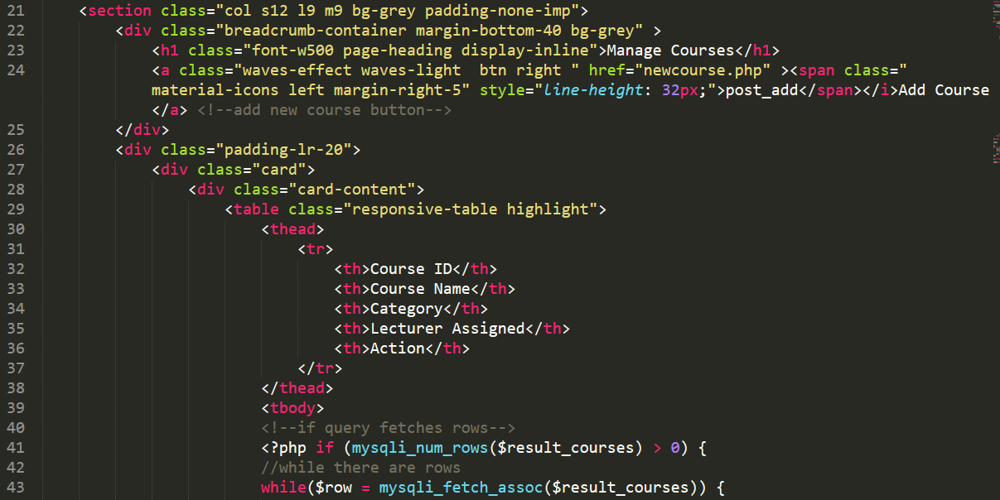 21 <section class="col s12 l9 m9 bg-grey padding-none-imp">
22 <div class="breadcrumb-container margin-bottom-40 bg-grey" >
23 <h1 class="font-w500 page-heading display-inline">Manage Courses</h1>
24 <a class="waves-effect waves-light  btn right " href="newcourse.php" ><span class="
material-icons left margin-right-5" style="line-height: 32px;">post_add</span></i>Add Course
</a> <!--add new course button-->
25 </div>
26 <div class="padding-lr-20">
27 <div class="card">
28 <div class="card-content">
29 <table class="responsive-table highlight">
30 <thead>
31 <tr>
32 <th>Course ID</th>
33 <th>Course Name</th>
34 <th>Category</th>
35 <th>Lecturer Assigned</th>
36 <th>Action</th>
37 </tr>
38 </thead>
39 <tbody>
40 <!--if query fetches rows-->
41 <?php if (mysqli_num_rows($result_courses) > 0) {
42 //while there are rows
43 while($row = mysqli_fetch_assoc($result_courses)) {